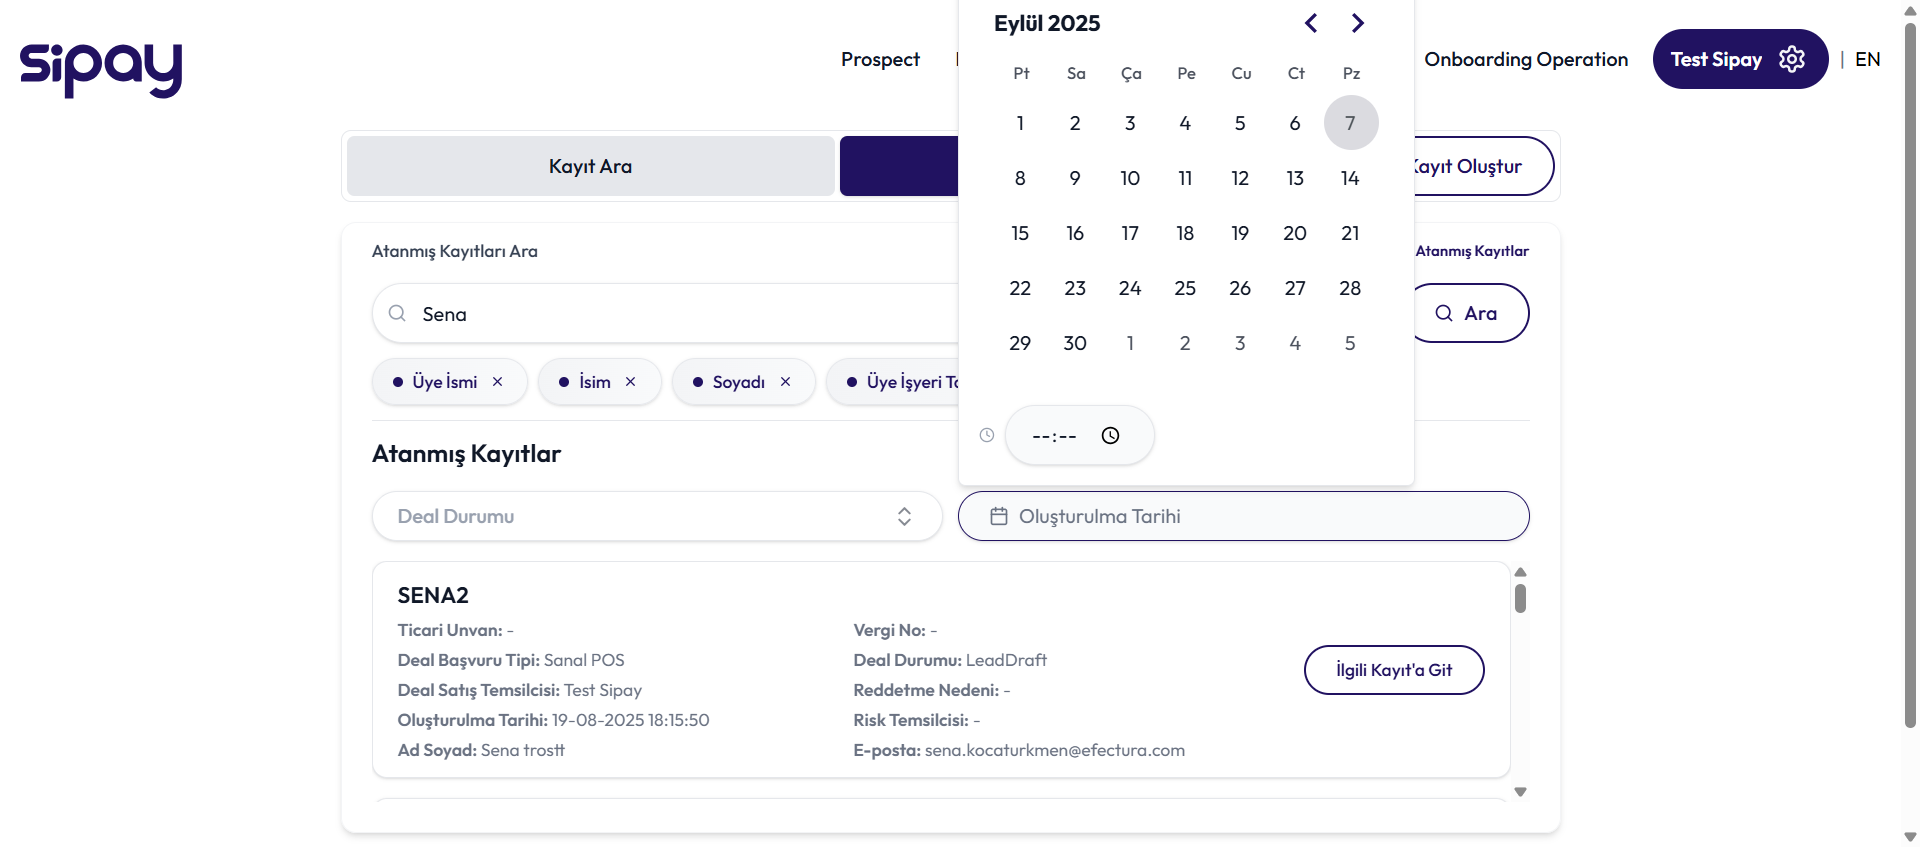 sipay
Prospect
Onboarding Operation
Test Sipay
| EN
Eylül 2025
Pt Sa Ça Pe Cu Ct Pz
1 2 3 4 5 6 7
8 9 10 11 12 13 14
15 16 17 18 19 20 21
22 23 24 25 26 27 28
29 30 1 2 3 4 5
--:--
Kayıt Ara
Kayıt Oluştur
Atanmış Kayıtları Ara
Atanmış Kayıtlar
Sena
Ara
Üye İsmi ×
İsim ×
Soyadı ×
Üye İşyeri
Atanmış Kayıtlar
Deal Durumu
Oluşturulma Tarihi
SENA2
Ticari Unvan: -
Vergi No: -
Deal Başvuru Tipi: Sanal POS
Deal Durumu: LeadDraft
Deal Satış Temsilcisi: Test Sipay
Reddetme Nedeni: -
Oluşturulma Tarihi: 19-08-2025 18:15:50
Risk Temsilcisi: -
Ad Soyad: Sena trostt
E-posta: sena.kocaturkmen@efectura.com
İlgili Kayıt'a Git